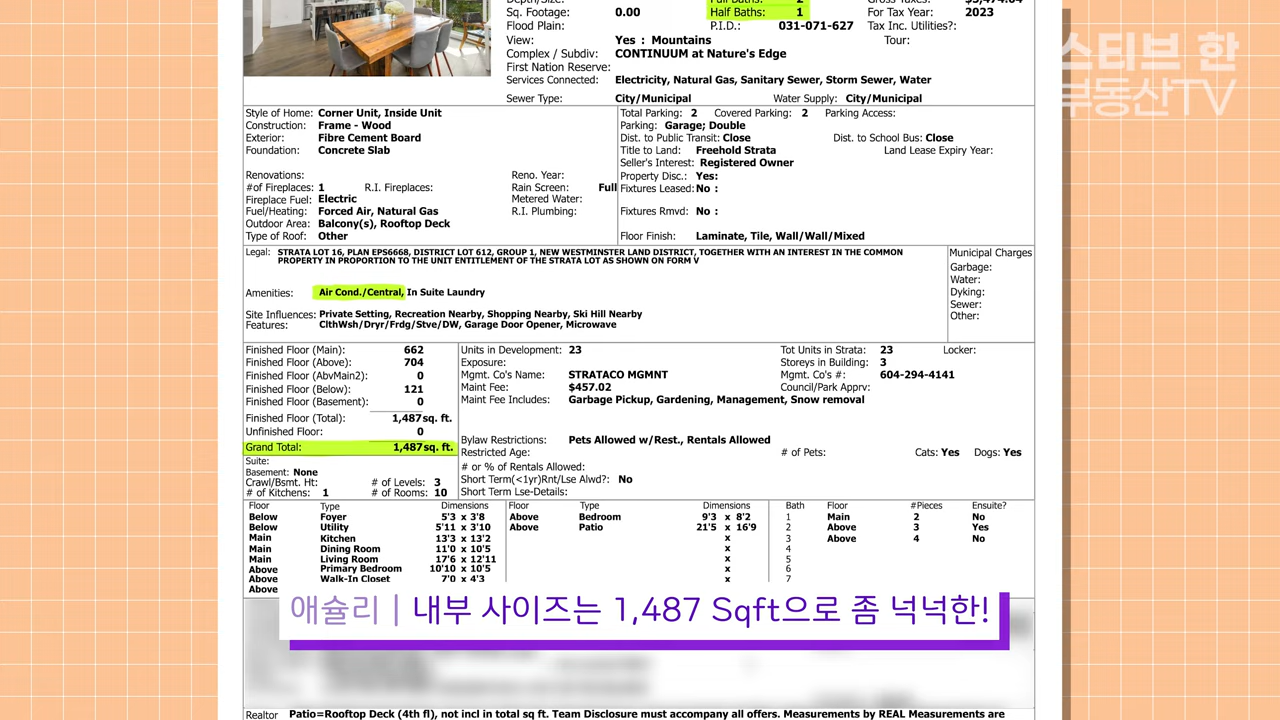 Sq. Footage: 0.00 Half Baths: 1 For Tax Year: 2023
Flood Plain: P.I.D.: 031-071-627 Tax Inc. Utilities?:
View: Yes : Mountains Tour:
Complex / Subdiv: CONTINUUM at Nature's Edge
First Nation Reserve:
Services Connected: Electricity, Natural Gas, Sanitary Sewer, Storm Sewer, Water
Sewer Type: City/Municipal Water Supply: City/Municipal
스티브 한
부동산TV
Style of Home: Corner Unit, Inside Unit
Construction: Frame - Wood
Exterior: Fibre Cement Board
Foundation: Concrete Slab
Renovations: Reno. Year:
#of Fireplaces: 1 R.I. Fireplaces: Rain Screen: Full
Fireplace Fuel: Electric Metered Water:
Fuel/Heating: Forced Air, Natural Gas R.I. Plumbing:
Outdoor Area: Balcony(s), Rooftop Deck
Type of Roof: Other
Total Parking: 2 Covered Parking: 2 Parking Access:
Parking: Garage; Double
Dist. to Public Transit: Close Dist. to School Bus: Close
Title to Land: Freehold Strata Land Lease Expiry Year:
Seller's Interest: Registered Owner
Property Disc.: Yes:
Fixtures Leased: No :
Fixtures Rmvd: No :
Floor Finish: Laminate, Tile, Wall/Wall/Mixed
Legal: STRATA LOT 16, PLAN EPS6668, DISTRICT LOT 612, GROUP 1, NEW WESTMINSTER LAND DISTRICT, TOGETHER WITH AN INTEREST IN THE COMMON
PROPERTY IN PROPORTION TO THE UNIT ENTITLEMENT OF THE STRATA LOT AS SHOWN ON FORM V
Amenities: Air Cond./Central, In Suite Laundry
Site Influences: Private Setting, Recreation Nearby, Shopping Nearby, Ski Hill Nearby
Features: ClthWsh/Dryr/Frdg/Stve/DW, Garage Door Opener, Microwave
Municipal Charges
Garbage:
Water:
Dyking:
Sewer:
Other:
Finished Floor (Main): 662
Finished Floor (Above): 704
Finished Floor (AbvMain2): 0
Finished Floor (Below): 121
Finished Floor (Basement): 0
Finished Floor (Total): 1,487sq. ft.
Unfinished Floor: 0
Grand Total: 1,487sq. ft.
Suite:
Basement: None
Crawl/Bsmt. Ht: # of Levels: 3
# of Kitchens: 1 # of Rooms: 10
Units in Development: 23 Tot Units in Strata: 23 Locker:
Exposure: Storeys in Building: 3
Mgmt. Co's Name: STRATACO MGMNT Mgmt. Co's #: 604-294-4141
Maint Fee: $457.02 Council/Park Apprv:
Maint Fee Includes: Garbage Pickup, Gardening, Management, Snow removal
Bylaw Restrictions: Pets Allowed w/Rest., Rentals Allowed
Restricted Age: # of Pets: Cats: Yes Dogs: Yes
# or % of Rentals Allowed:
Short Term(<1yr)Rnt/Lse Alwd?: No
Short Term Lse-Details:
Floor Type Dimensions Floor Type Dimensions Bath Floor #Pieces Ensuite?
Below Foyer 5'3 x 3'8 Above Bedroom 9'3 x 8'2 1 Main 2 No
Below Utility 5'11 x 3'10 Above Patio 21'5 x 16'9 2 Above 3 Yes
Main Kitchen 13'3 x 13'2 x 3 Above 4 No
Main Dining Room 11'0 x 10'5 x 4
Main Living Room 17'6 x 12'11 x 5
Above Primary Bedroom 10'10 x 10'5 x 6
Above Walk-In Closet 7'0 x 4'3 x 7
Above
애슐리 | 내부 사이즈는 1,487 Sqft으로 좀 넉넉한!
Realtor Patio=Rooftop Deck (4th fl), not incl in total sq ft. Team Disclosure must accompany all offers. Measurements by REAL Measurements are